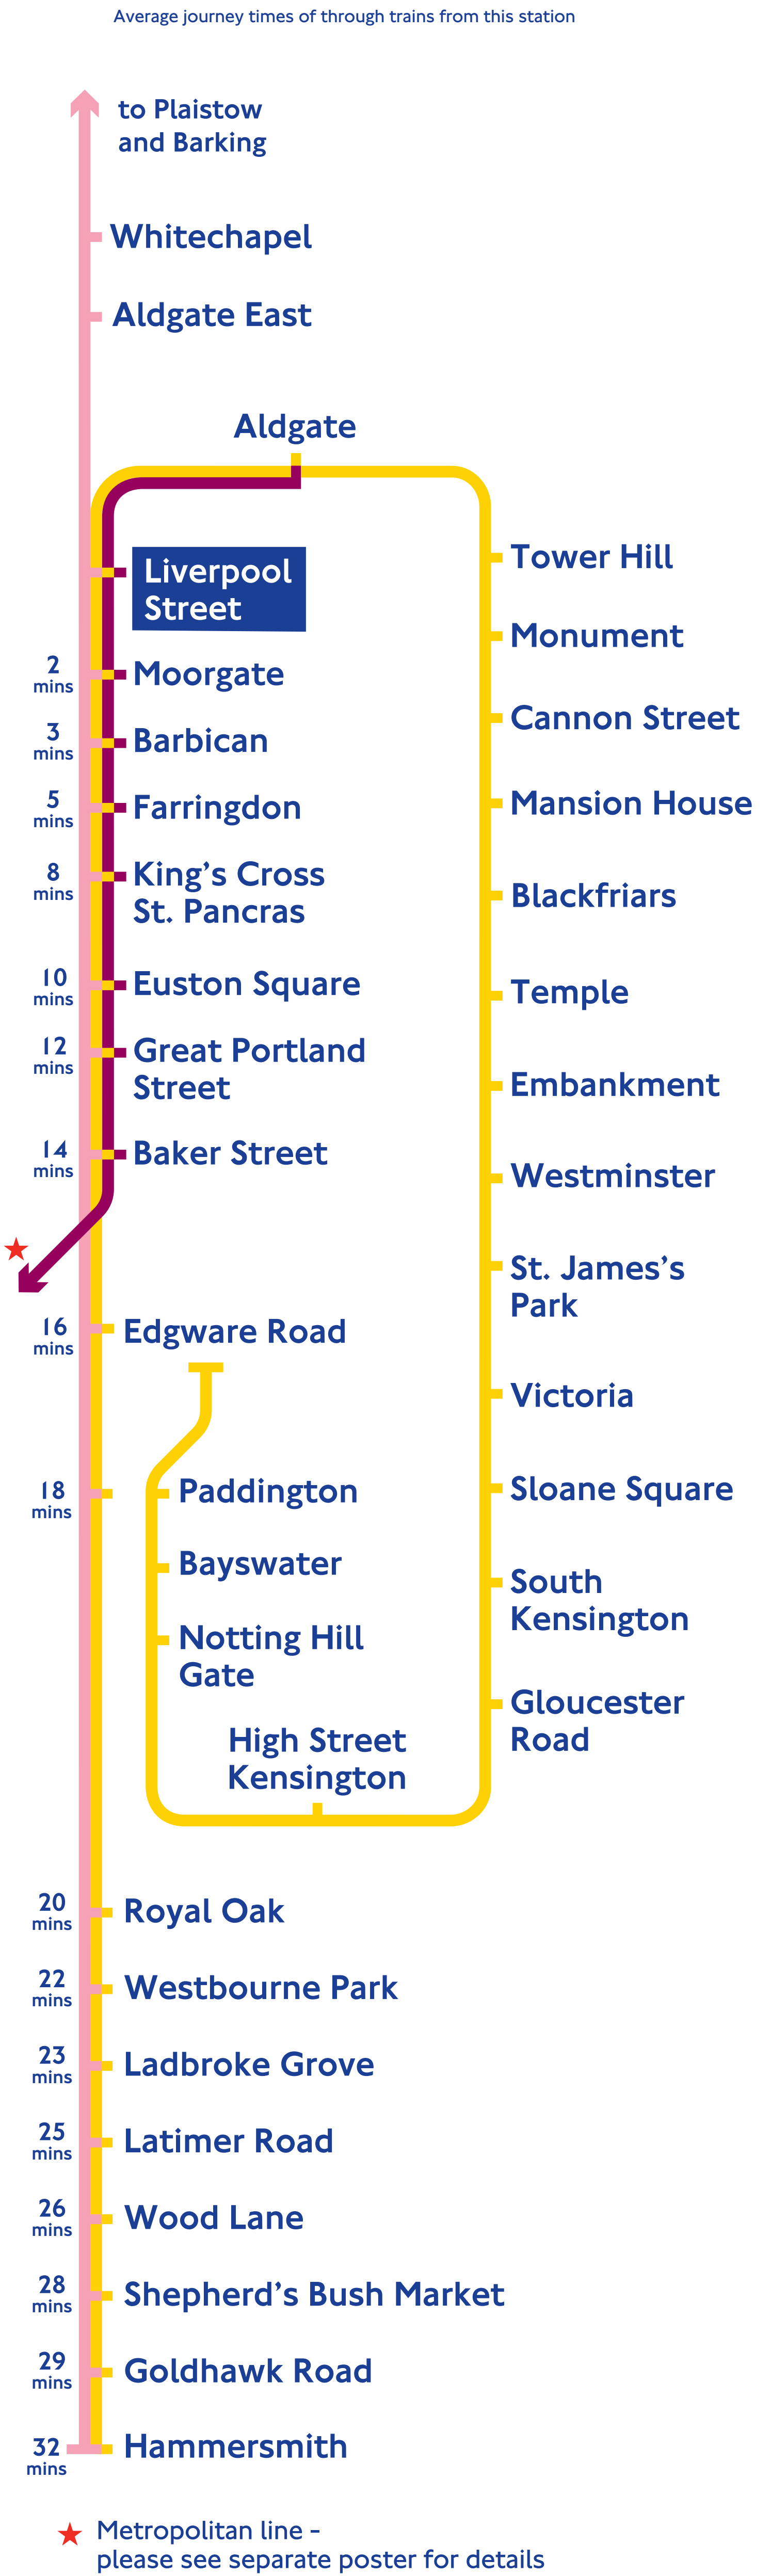 Average journey times of through trains from this station
to Plaistow
and Barking
Whitechapel
Aldgate East
Aldgate
Liverpool
Street
2
mins
Moorgate
3
mins
Barbican
5
mins
Farringdon
8
mins
King's Cross
St. Pancras
10
mins
Euston Square
12
mins
Great Portland
Street
14
mins
Baker Street
16
mins
Edgware Road
18
mins
Paddington
Bayswater
Notting Hill
Gate
High Street
Kensington
Tower Hill
Monument
Cannon Street
Mansion House
Blackfriars
Temple
Embankment
Westminster
St. James's
Park
Victoria
Sloane Square
South
Kensington
Gloucester
Road
20
mins
Royal Oak
22
mins
Westbourne Park
23
mins
Ladbroke Grove
25
mins
Latimer Road
26
mins
Wood Lane
28
mins
Shepherd's Bush Market
29
mins
Goldhawk Road
32
mins
Hammersmith
Metropolitan line -
please see separate poster for details